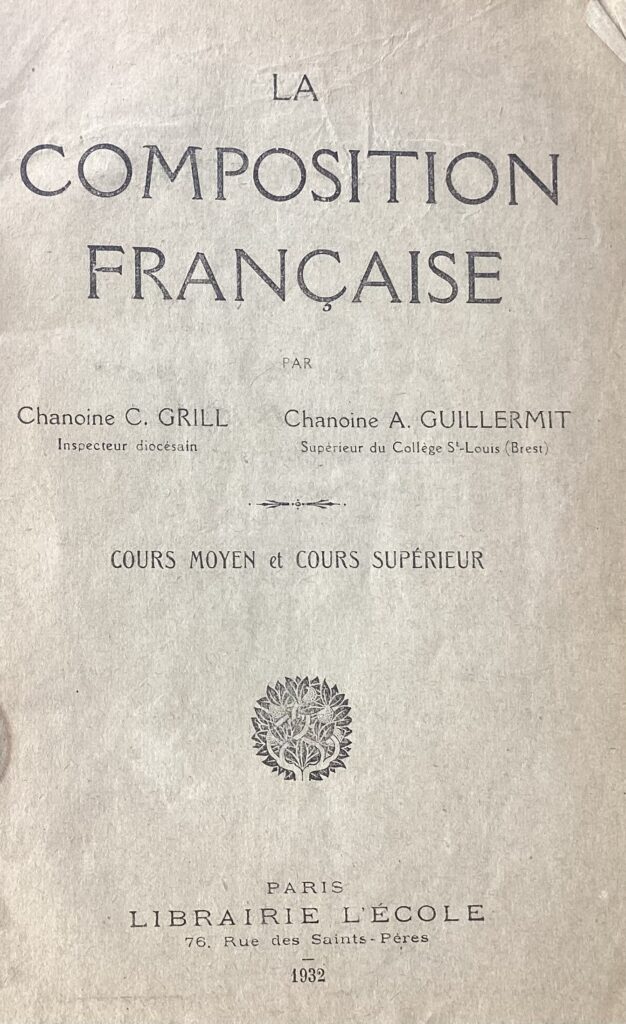 LA
COMPOSITION
FRANÇAISE
PAR
Chanoine C. GRILL
Inspecteur diocésain
Chanoine A. GUILLERMIT
Supérieur du Collège St-Louis (Brest)
COURS MOYEN et COURS SUPÉRIEUR
PARIS
LIBRAIRIE L'ÉCOLE
76, Rue des Saints-Pères
1932